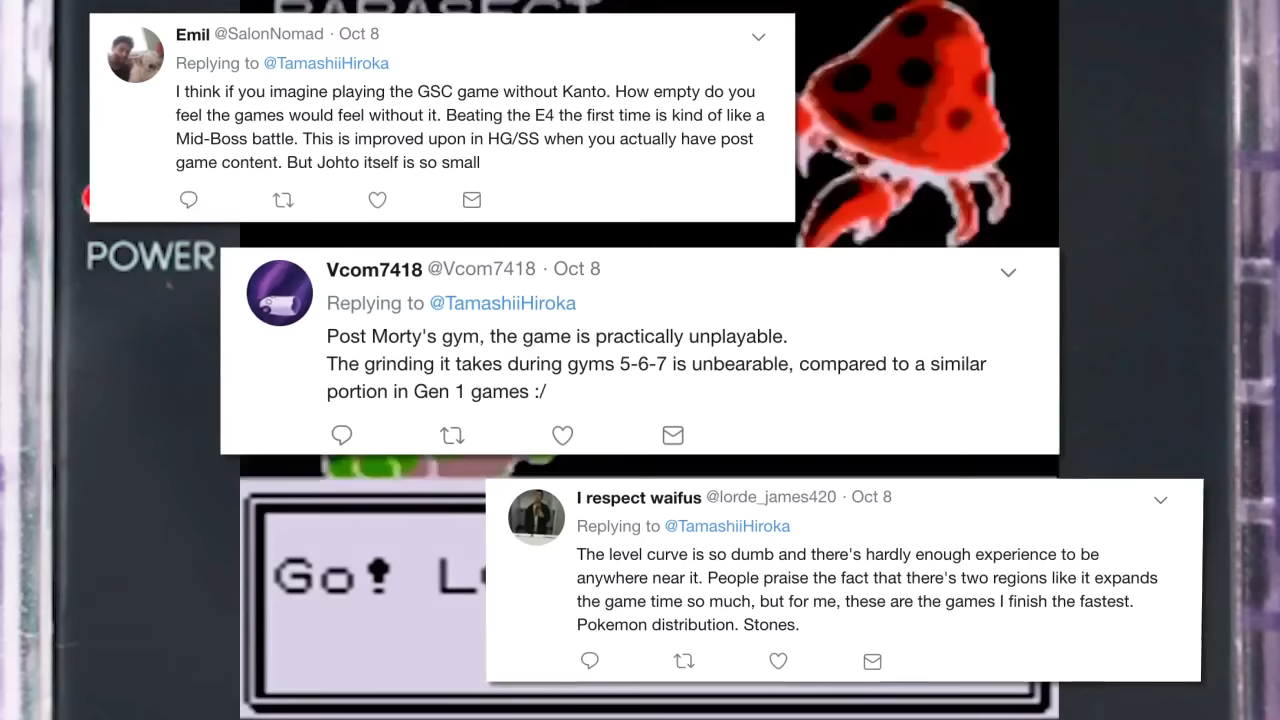 PARASECT
Emil @SalonNomad · Oct 8
Replying to @TamashiiHiroka
I think if you imagine playing the GSC game without Kanto. How empty do you
feel the games would feel without it. Beating the E4 the first time is kind of like a
Mid-Boss battle. This is improved upon in HG/SS when you actually have post
game content. But Johto itself is so small
POWER
Vcom7418 @Vcom7418 · Oct 8
Replying to @TamashiiHiroka
Post Morty's gym, the game is practically unplayable.
The grinding it takes during gyms 5-6-7 is unbearable, compared to a similar
portion in Gen 1 games :/
I respect waifus @lorde_james420 · Oct 8
Replying to @TamashiiHiroka
The level curve is so dumb and there's hardly enough experience to be
anywhere near it. People praise the fact that there's two regions like it expands
the game time so much, but for me, these are the games I finish the fastest.
Pokemon distribution. Stones.
Go! L